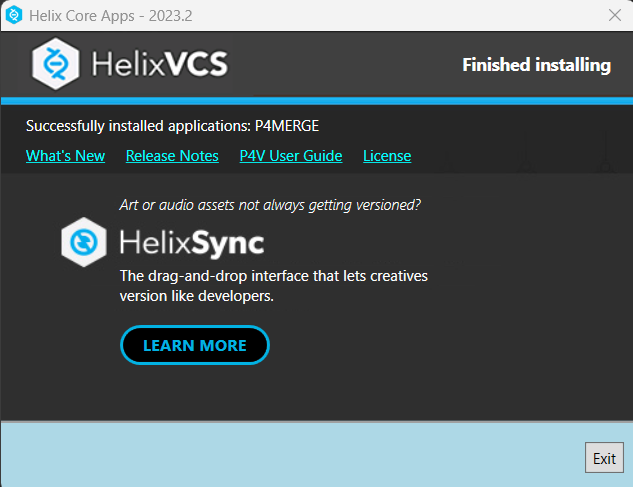 Helix Core Apps - 2023.2
HelixVCS
Finished installing
Successfully installed applications: P4MERGE
What's New Release Notes P4V User Guide License
Art or audio assets not always getting versioned?
HelixSync
The drag-and-drop interface that lets creatives
version like developers.
LEARN MORE
Exit